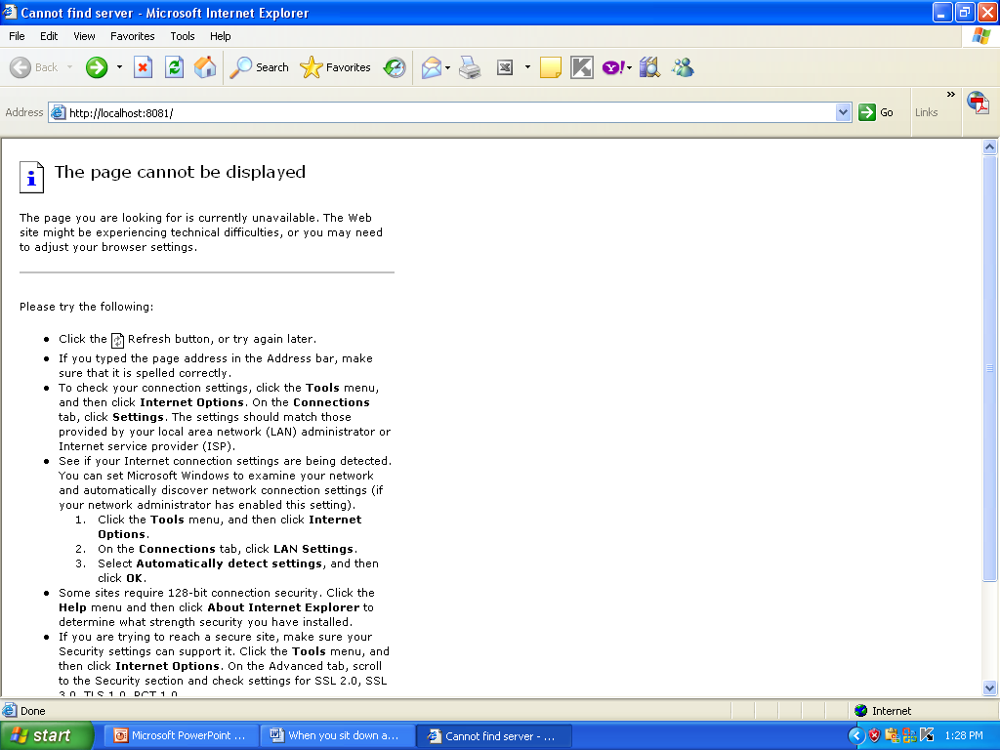 Cannot find server - Microsoft Internet Explorer
File Edit View Favorites Tools Help
Back Search Favorites
Address http://localhost:8081/ Go Links »
The page cannot be displayed
The page you are looking for is currently unavailable. The Web
site might be experiencing technical difficulties, or you may need
to adjust your browser settings.
Please try the following:
• Click the Refresh button, or try again later.
• If you typed the page address in the Address bar, make
sure that it is spelled correctly.
• To check your connection settings, click the Tools menu,
and then click Internet Options. On the Connections
tab, click Settings. The settings should match those
provided by your local area network (LAN) administrator or
Internet service provider (ISP).
• See if your Internet connection settings are being detected.
You can set Microsoft Windows to examine your network
and automatically discover network connection settings (if
your network administrator has enabled this setting).
1. Click the Tools menu, and then click Internet
Options.
2. On the Connections tab, click LAN Settings.
3. Select Automatically detect settings, and then
click OK.
• Some sites require 128-bit connection security. Click the
Help menu and then click About Internet Explorer to
determine what strength security you have installed.
• If you are trying to reach a secure site, make sure your
Security settings can support it. Click the Tools menu, and
then click Internet Options. On the Advanced tab, scroll
to the Security section and check settings for SSL 2.0, SSL
3.0, TLS 1.0, PCT 1.0.
Done Internet
start Microsoft PowerPoint ... When you sit down a... Cannot find server - ... 1:28 PM